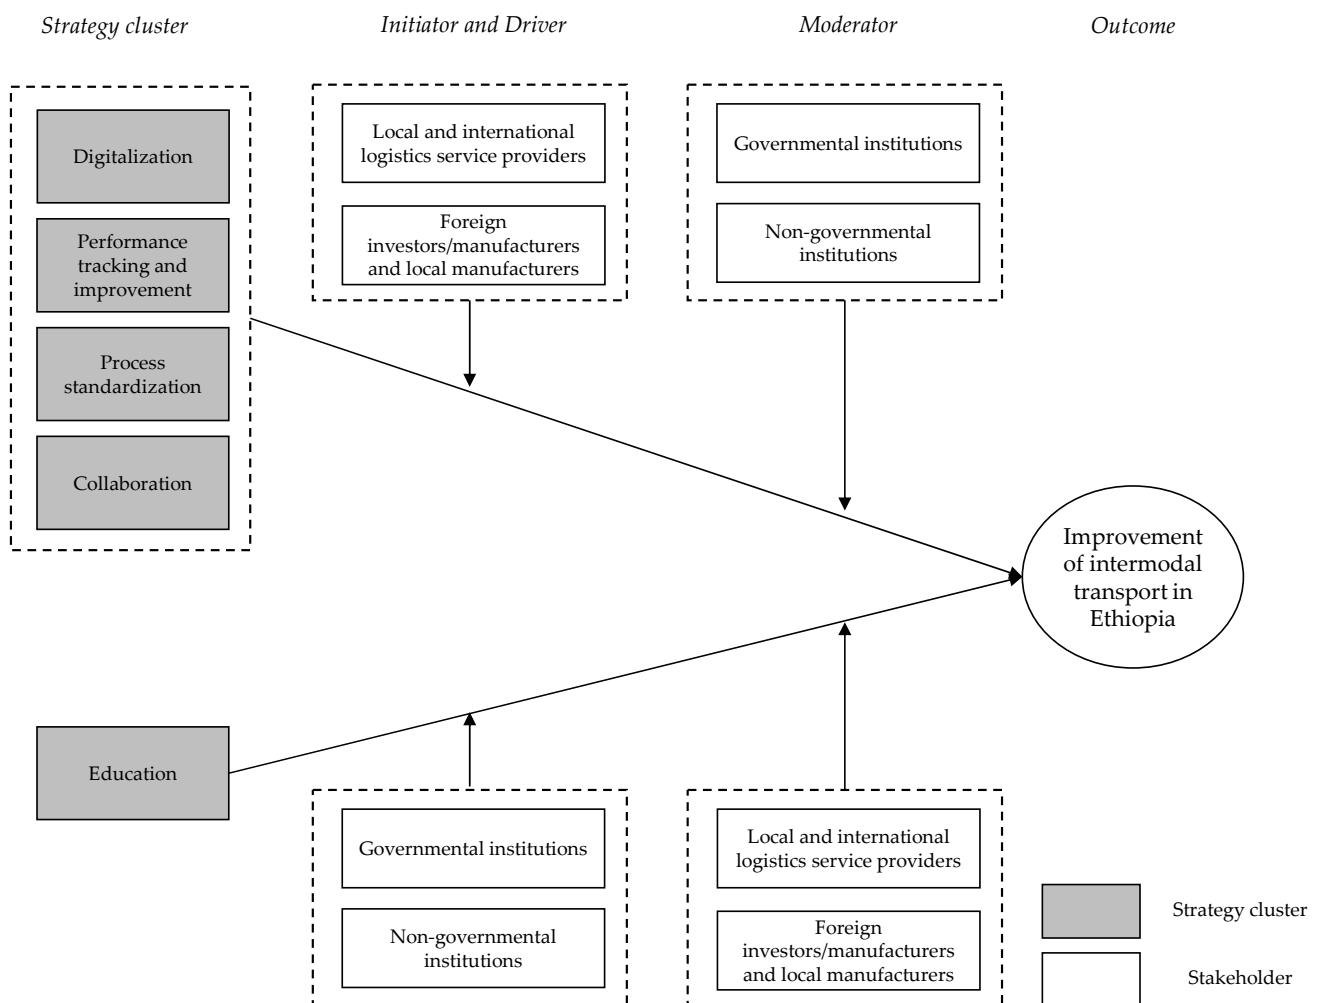 Strategy cluster
Initiator and Driver
Moderator
Outcome
Digitalization
Performance
tracking and
improvement
Process
standardization
Collaboration
Local and international
logistics service providers
Foreign
investors/manufacturers
and local manufacturers
Governmental institutions
Non-governmental
institutions
Improvement
of intermodal
transport in
Ethiopia
Education
Governmental institutions
Non-governmental
institutions
Local and international
logistics service providers
Foreign
investors/manufacturers
and local manufacturers
Strategy cluster
Stakeholder